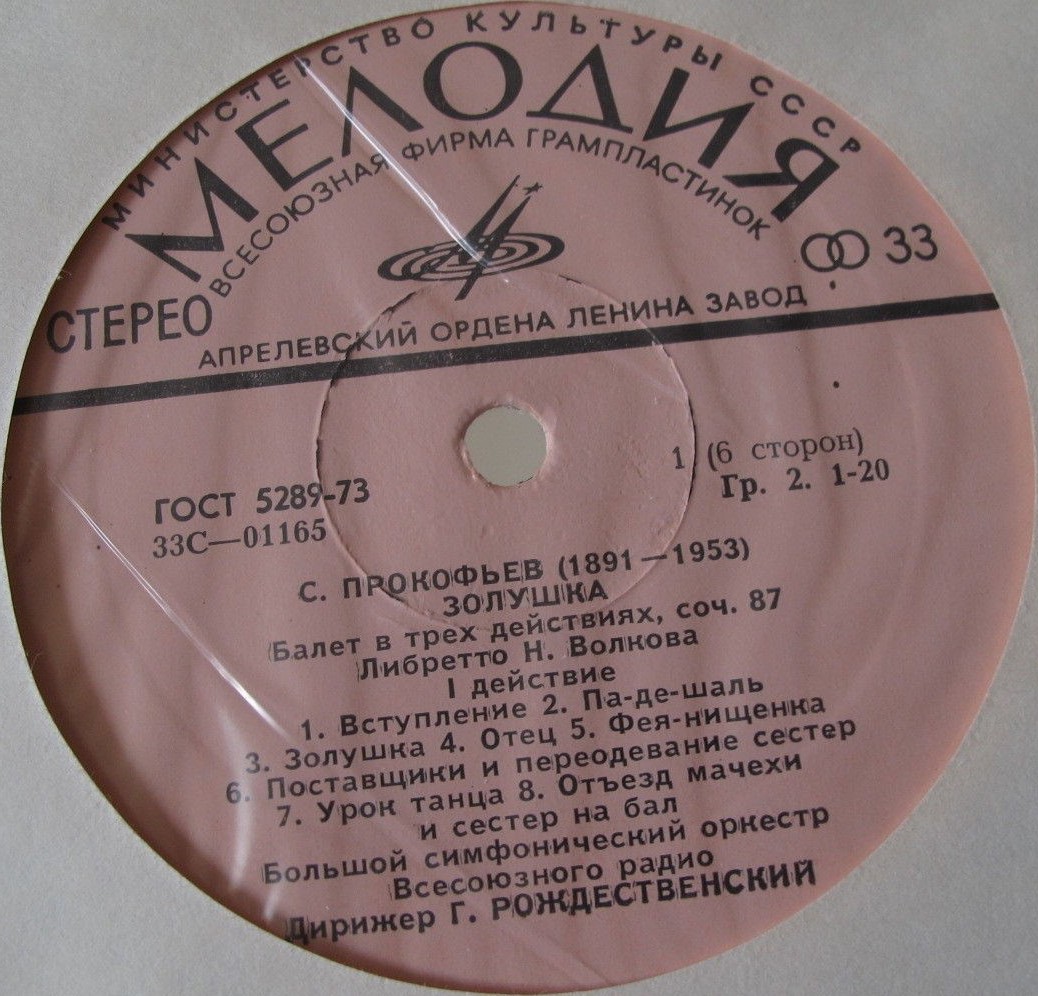 МИНИСТЕРСТВО КУЛЬТУРЫ СССР
МЕЛОДИЯ
ВСЕСОЮЗНАЯ ФИРМА ГРАМПЛАСТИНОК
СТЕРЕО
33
АПРЕЛЕВСКИЙ ОРДЕНА ЛЕНИНА ЗАВОД
ГОСТ 5289-73
33С—01165
1 (6 сторон)
Гр. 2. 1-20
С. ПРОКОФЬЕВ (1891—1953)
ЗОЛУШКА
Балет в трех действиях, соч. 87
Либретто Н. Волкова
I действие
1. Вступление 2. Па-де-шаль
3. Золушка 4. Отец 5. Фея-нищенка
6. Поставщики и переодевание сестер
7. Урок танца 8. Отъезд мачехи
и сестер на бал
Большой симфонический оркестр
Всесоюзного радио
Дирижер Г. РОЖДЕСТВЕНСКИЙ